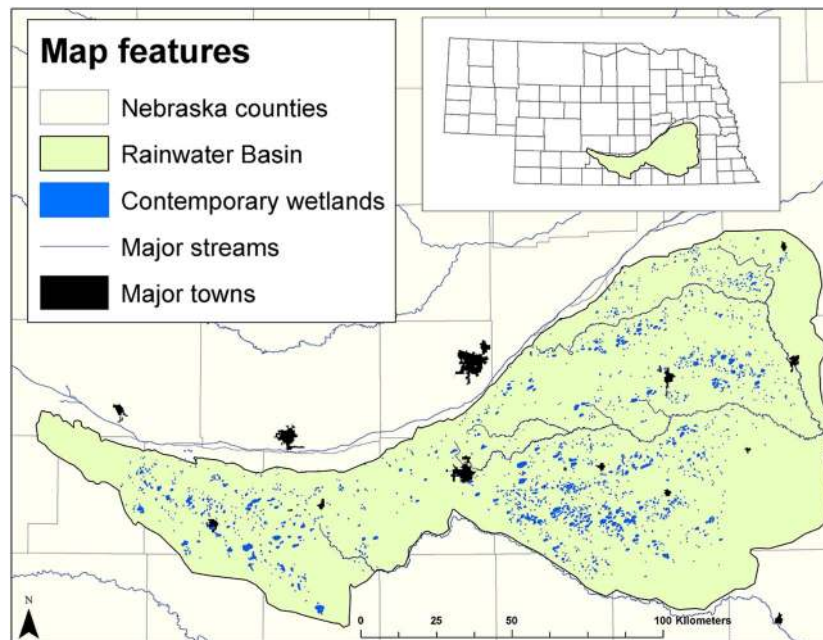 Map features
Nebraska counties
Rainwater Basin
Contemporary wetlands
Major streams
Major towns
N
0 25 50 100 Kilometers